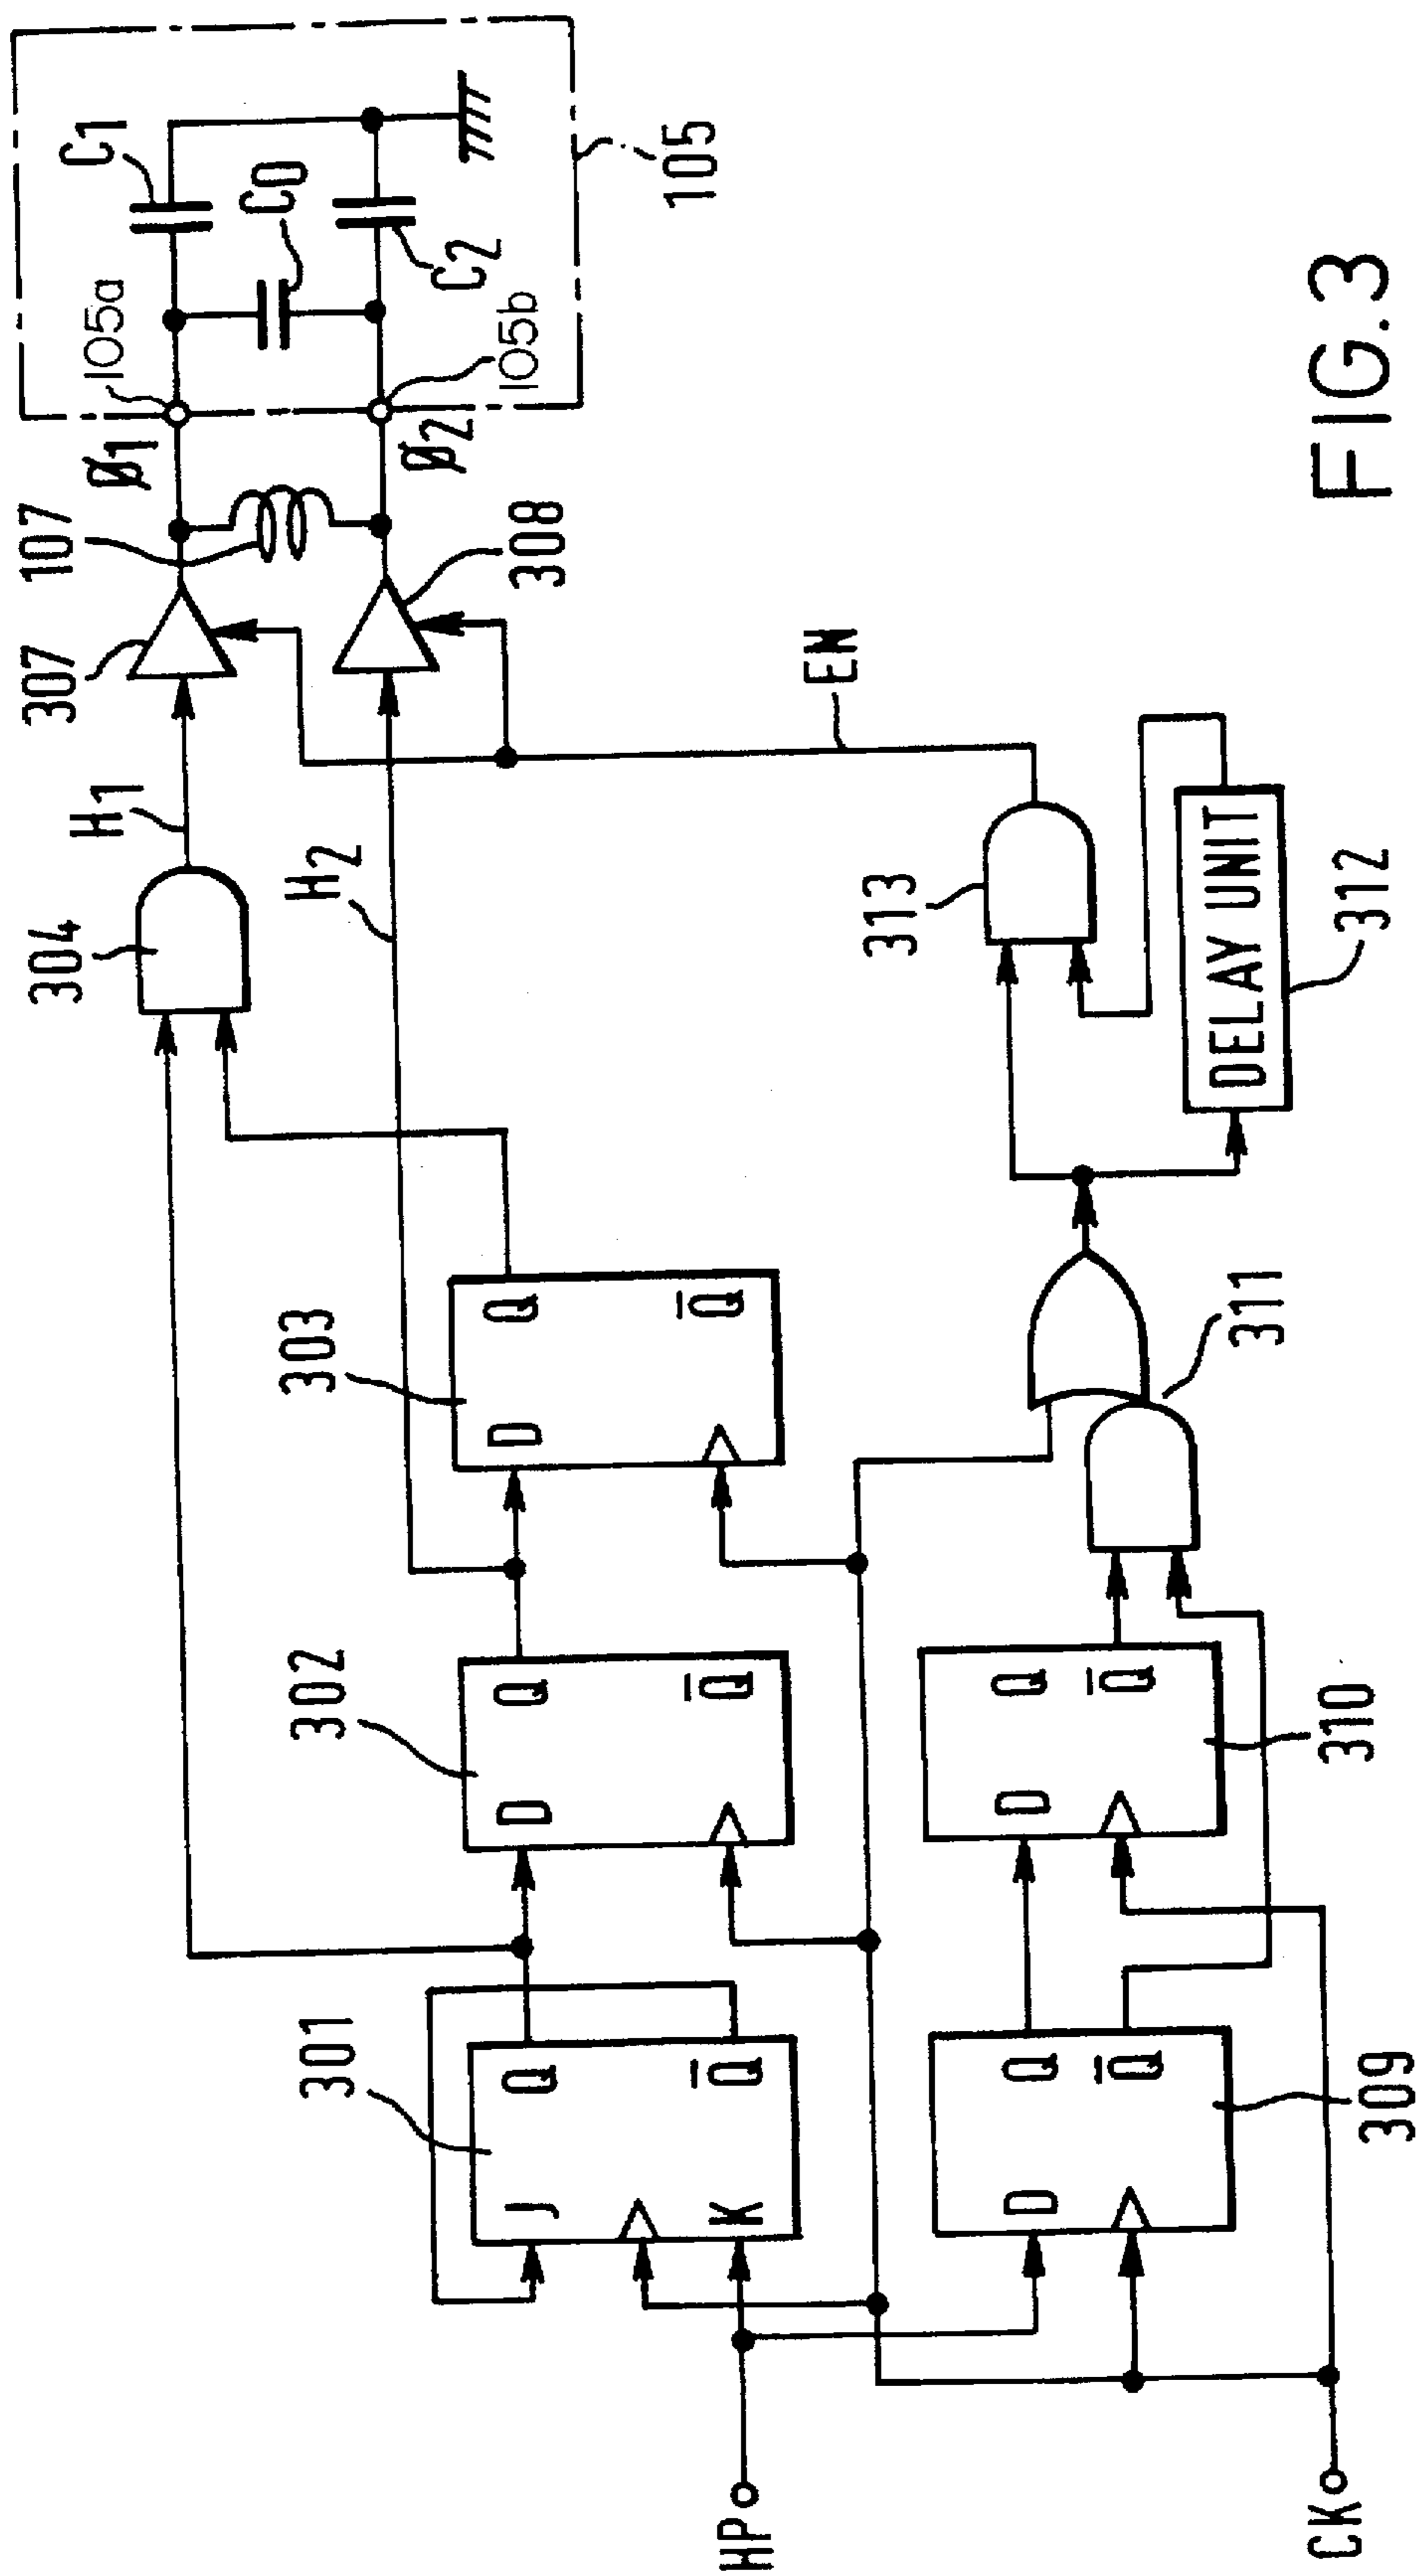 307
107
Ø1
105a
C1
304
H1
C0
H2
308
Ø2
105b
C2
105
301
302
303
J
Q
D
Q
D
Q
K
Q̅
Q̅
Q̅
HP
EN
313
D
Q
D
Q
Q̅
Q̅
DELAY UNIT
309
310
311
312
CK
FIG.3